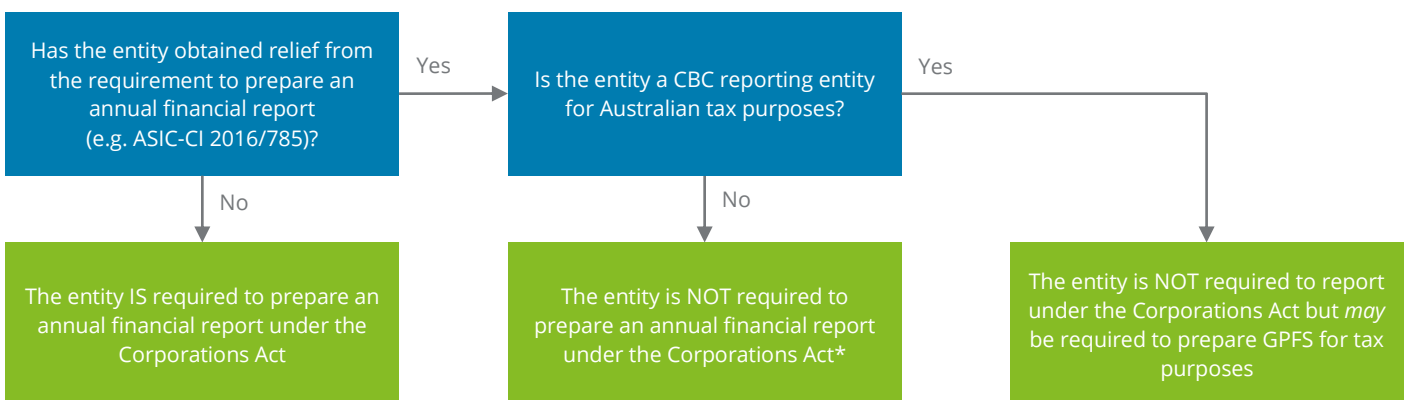 Has the entity obtained relief from
the requirement to prepare an
annual financial report
(e.g. ASIC-CI 2016/785)?
Yes
Is the entity a CBC reporting entity
for Australian tax purposes?
Yes
No
No
The entity IS required to prepare an
annual financial report under the
Corporations Act
The entity is NOT required to
prepare an annual financial report
under the Corporations Act*
The entity is NOT required to report
under the Corporations Act but may
be required to prepare GPFS for tax
purposes